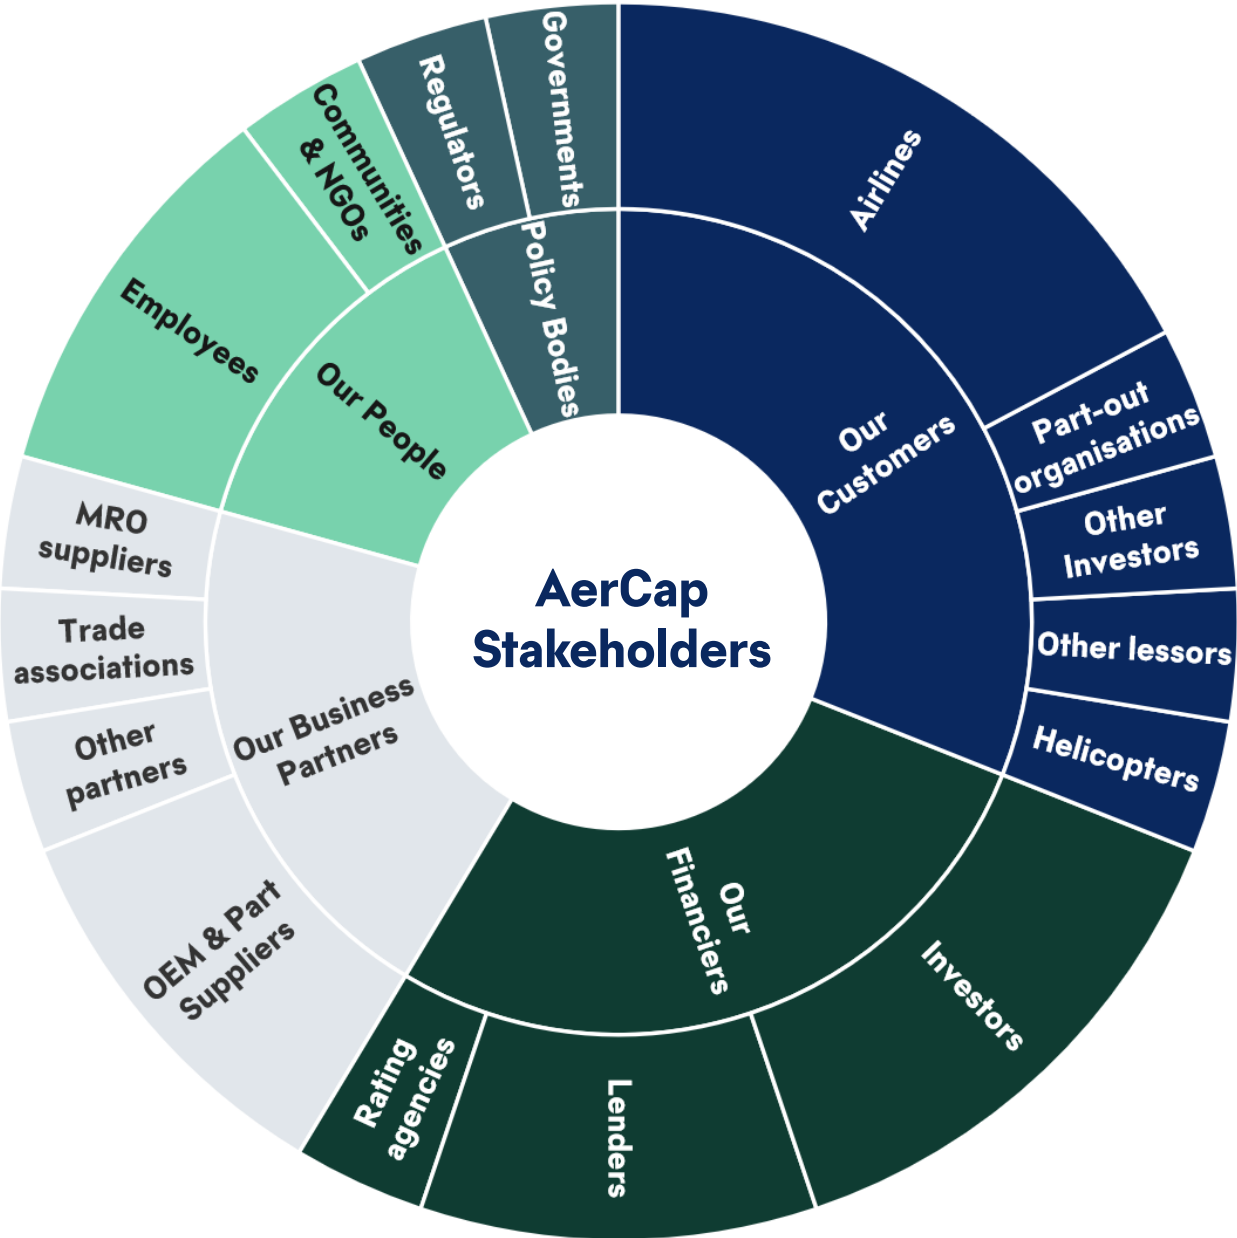 AerCap
Stakeholders
Our
Customers
Airlines
Part-out
organisations
Other
Investors
Other lessors
Helicopters
Our
Financiers
Investors
Lenders
Rating
agencies
Our Business
Partners
OEM & Part
Suppliers
Other
partners
Trade
associations
MRO
suppliers
Our People
Employees
Communities
& NGOs
Policy Bodies
Regulators
Governments